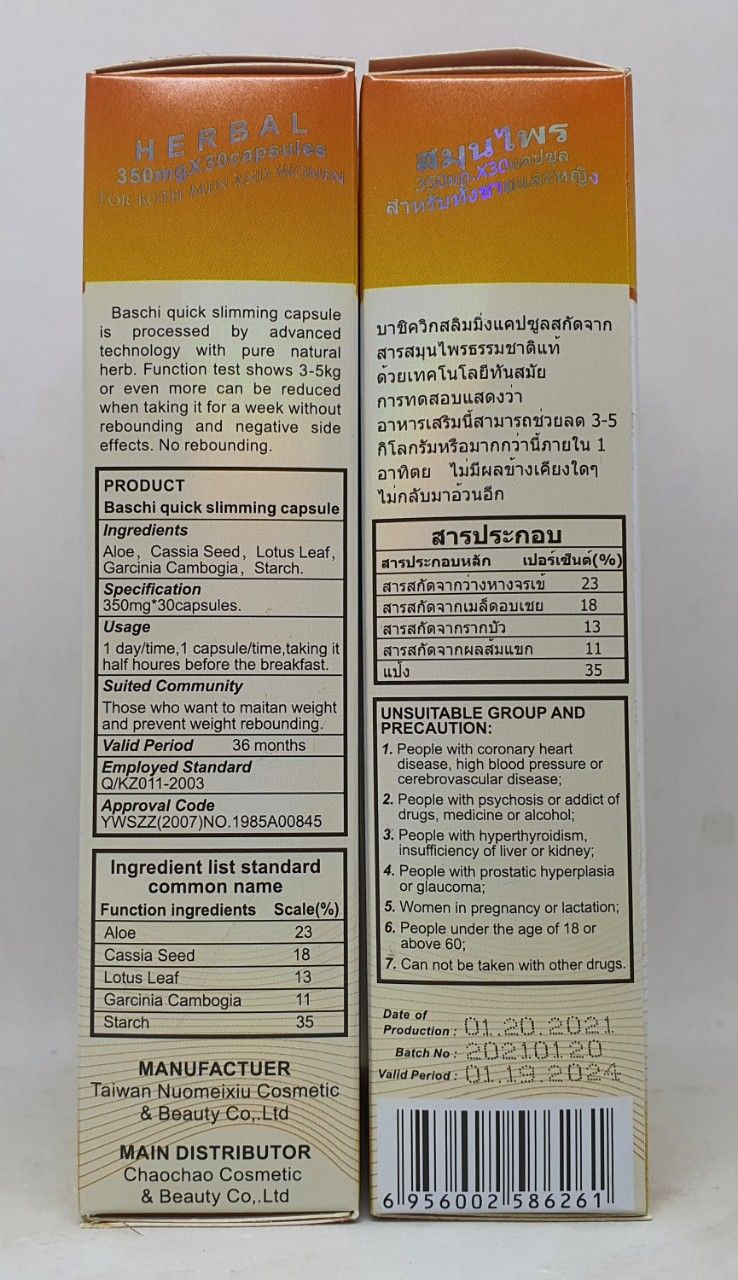 HERBAL
350mg.X30capsules
FOR BOTH MEN AND WOMEN
Baschi quick slimming capsule
is processed by advanced
technology with pure natural
herb. Function test shows 3-5kg
or even more can be reduced
when taking it for a week without
rebounding and negative side
effects. No rebounding.
PRODUCT
Baschi quick slimming capsule
Ingredients
Aloe, Cassia Seed, Lotus Leaf,
Garcinia Cambogia, Starch.
Specification
350mg*30capsules.
Usage
1 day/time,1 capsule/time,taking it
half houres before the breakfast.
Suited Community
Those who want to maitan weight
and prevent weight rebounding.
Valid Period 36 months
Employed Standard
Q/KZ011-2003
Approval Code
YWSZZ(2007)NO.1985A00845
Ingredient list standard
common name
Function ingredients Scale(%)
Aloe 23
Cassia Seed 18
Lotus Leaf 13
Garcinia Cambogia 11
Starch 35
MANUFACTUER
Taiwan Nuomeixiu Cosmetic
& Beauty Co,.Ltd
MAIN DISTRIBUTOR
Chaochao Cosmetic
& Beauty Co,.Ltd
สมุนไพร
350มก.X30แคปซูล
สำหรับทั้งชายและหญิง
บาชิควิกสลิมมิ่งแคปซูลสกัดจาก
สารสมุนไพรธรรมชาติแท้
ด้วยเทคโนโลยีทันสมัย
การทดสอบแสดงว่า
อาหารเสริมนี้สามารถช่วยลด 3-5
กิโลกรัมหรือมากกว่านี้ภายใน 1
อาทิตย ไม่มีผลข้างเคียงใดๆ
ไม่กลับมาอ้วนอีก
สารประกอบ
สารประกอบหลัก เปอร์เซ็นต์(%)
สารสกัดจากว่างหางจรเข้ 23
สารสกัดจากเมล็ดอบเชย 18
สารสกัดจากรากบัว 13
สารสกัดจากผลส้มแขก 11
แป้ง 35
UNSUITABLE GROUP AND
PRECAUTION:
1. People with coronary heart
disease, high blood pressure or
cerebrovascular disease;
2. People with psychosis or addict of
drugs, medicine or alcohol;
3. People with hyperthyoidism,
insufficiency of liver or kidney;
4. People with prostatic hyperplasia
or glaucoma;
5. Women in pregnancy or lactation;
6. People under the age of 18 or
above 60;
7. Can not be taken with other drugs.
Date of
Production : 01.20.2021
Batch No : 20210120
Valid Period : 01.19.2024
6 956002 586261